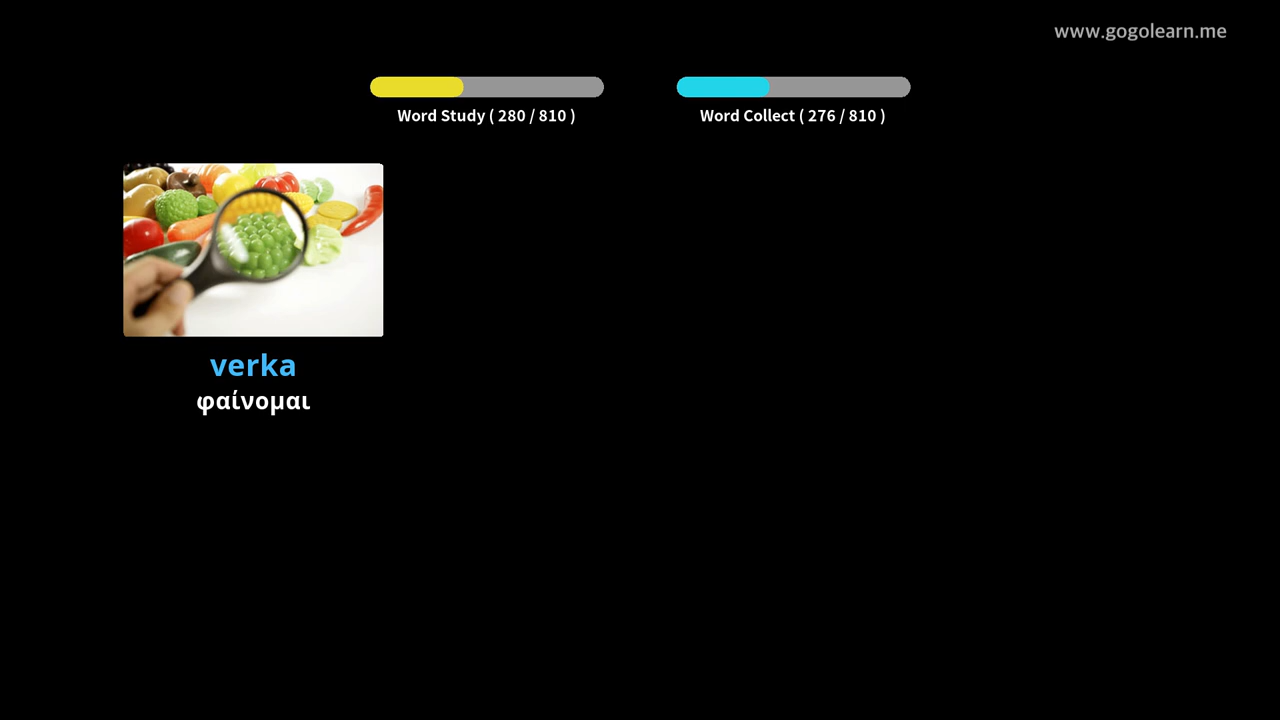 www.gogolearn.me
Word Study ( 280 / 810 )
Word Collect ( 276 / 810 )
verka
φαίνομαι